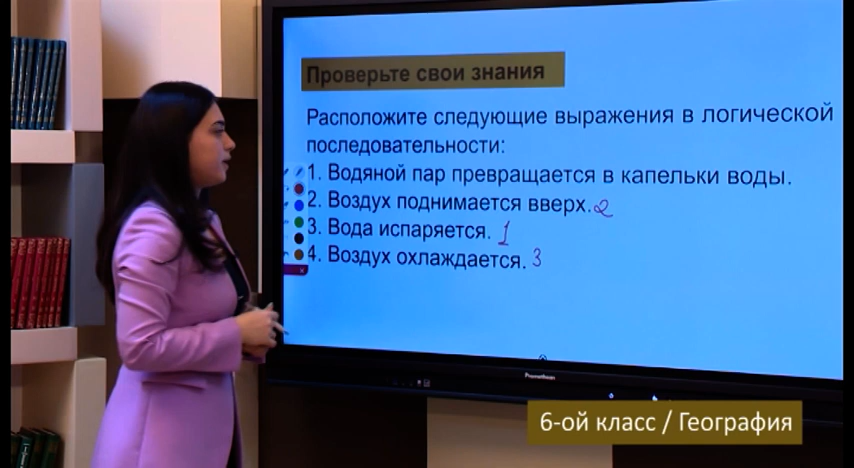 Проверьте свои знания
Расположите следующие выражения в логической
последовательности:
1. Водяной пар превращается в капельки воды.
2. Воздух поднимается вверх. 2
3. Вода испаряется. 1
4. Воздух охлаждается. 3
Promethean
6-ой класс / География